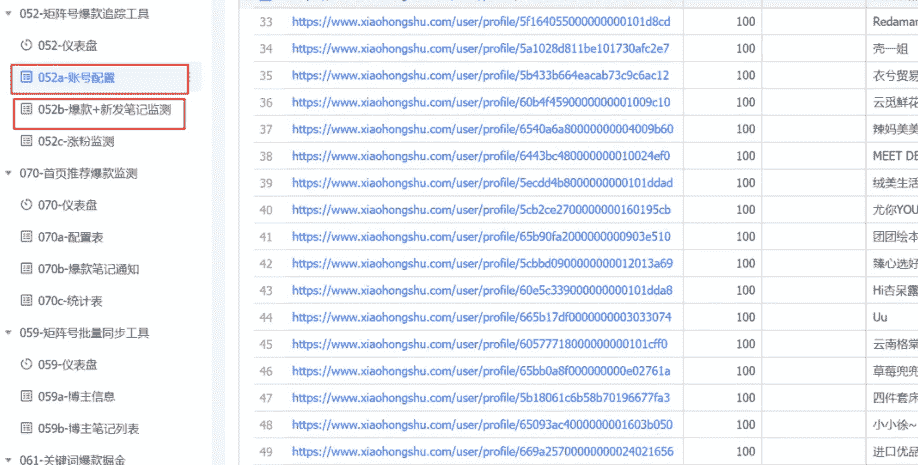 052-矩阵号爆款追踪工具
052-仪表盘
052a-账号配置
052b-爆款+新发笔记监测
052c-涨粉监测
070-首页推荐爆款监测
070-仪表盘
070a-配置表
070b-爆款笔记通知
070c-统计表
059-矩阵号批量同步工具
059-仪表盘
059a-博主信息
059b-博主笔记列表
061-关键词爆款掘金
33 https://www.xiaohongshu.com/user/profile/5f164055000000000101d8cd 100 Redamar
34 https://www.xiaohongshu.com/user/profile/5a1028d811be101730afc2e7 100 壳一姐
35 https://www.xiaohongshu.com/user/profile/5b433b664eacab73c9c6ac12 100 衣兮贸易
36 https://www.xiaohongshu.com/user/profile/60b4f4590000000001009c10 100 云觅鲜花
37 https://www.xiaohongshu.com/user/profile/6540a6a80000000004009b60 100 辣妈美美
38 https://www.xiaohongshu.com/user/profile/6443bc480000000010024ef0 100 MEET DE
39 https://www.xiaohongshu.com/user/profile/5ecdd4b8000000000101ddad 100 绒美生活
40 https://www.xiaohongshu.com/user/profile/5cb2ce2700000000160195cb 100 尤你YOU
41 https://www.xiaohongshu.com/user/profile/65b90fa2000000000903e510 100 团团绘本
42 https://www.xiaohongshu.com/user/profile/5cbbd0900000000012013a69 100 臻心选好
43 https://www.xiaohongshu.com/user/profile/60e5c339000000000101dda8 100 Hi杏呆露
44 https://www.xiaohongshu.com/user/profile/665b17df0000000003033074 100 Uu
45 https://www.xiaohongshu.com/user/profile/60577718000000000101cff0 100 云南格棠
46 https://www.xiaohongshu.com/user/profile/65bb0a8f000000000e02761a 100 草莓兜兜
47 https://www.xiaohongshu.com/user/profile/5b18061c6b58b70196677fa3 100 四件套床
48 https://www.xiaohongshu.com/user/profile/65093ac4000000001603b050 100 小小徐~
49 https://www.xiaohongshu.com/user/profile/669a2570000000024021656 100 进口优品